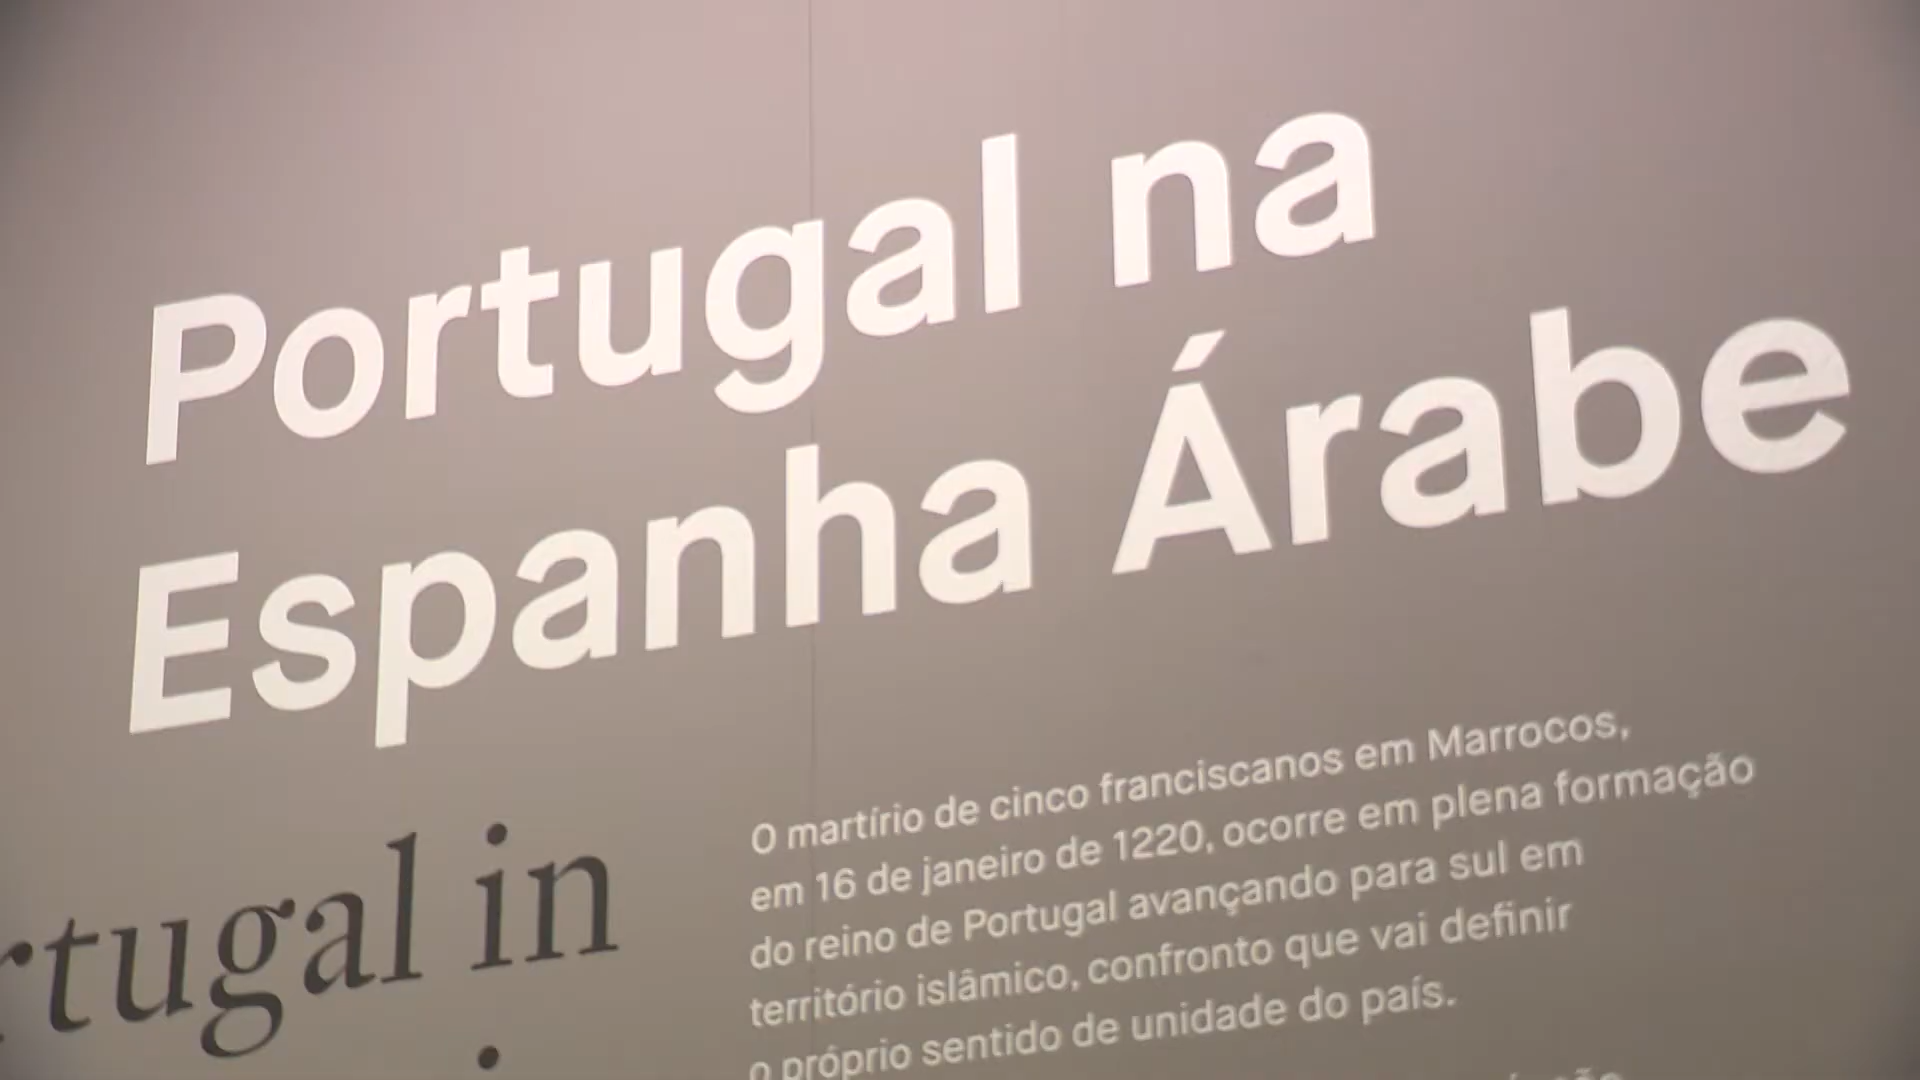 Portugal na
Espanha Árabe
rtugal in
O martírio de cinco franciscanos em Marrocos,
em 16 de janeiro de 1220, ocorre em plena formação
do reino de Portugal avançando para sul em
território islâmico, confronto que vai definir
o próprio sentido de unidade do país.